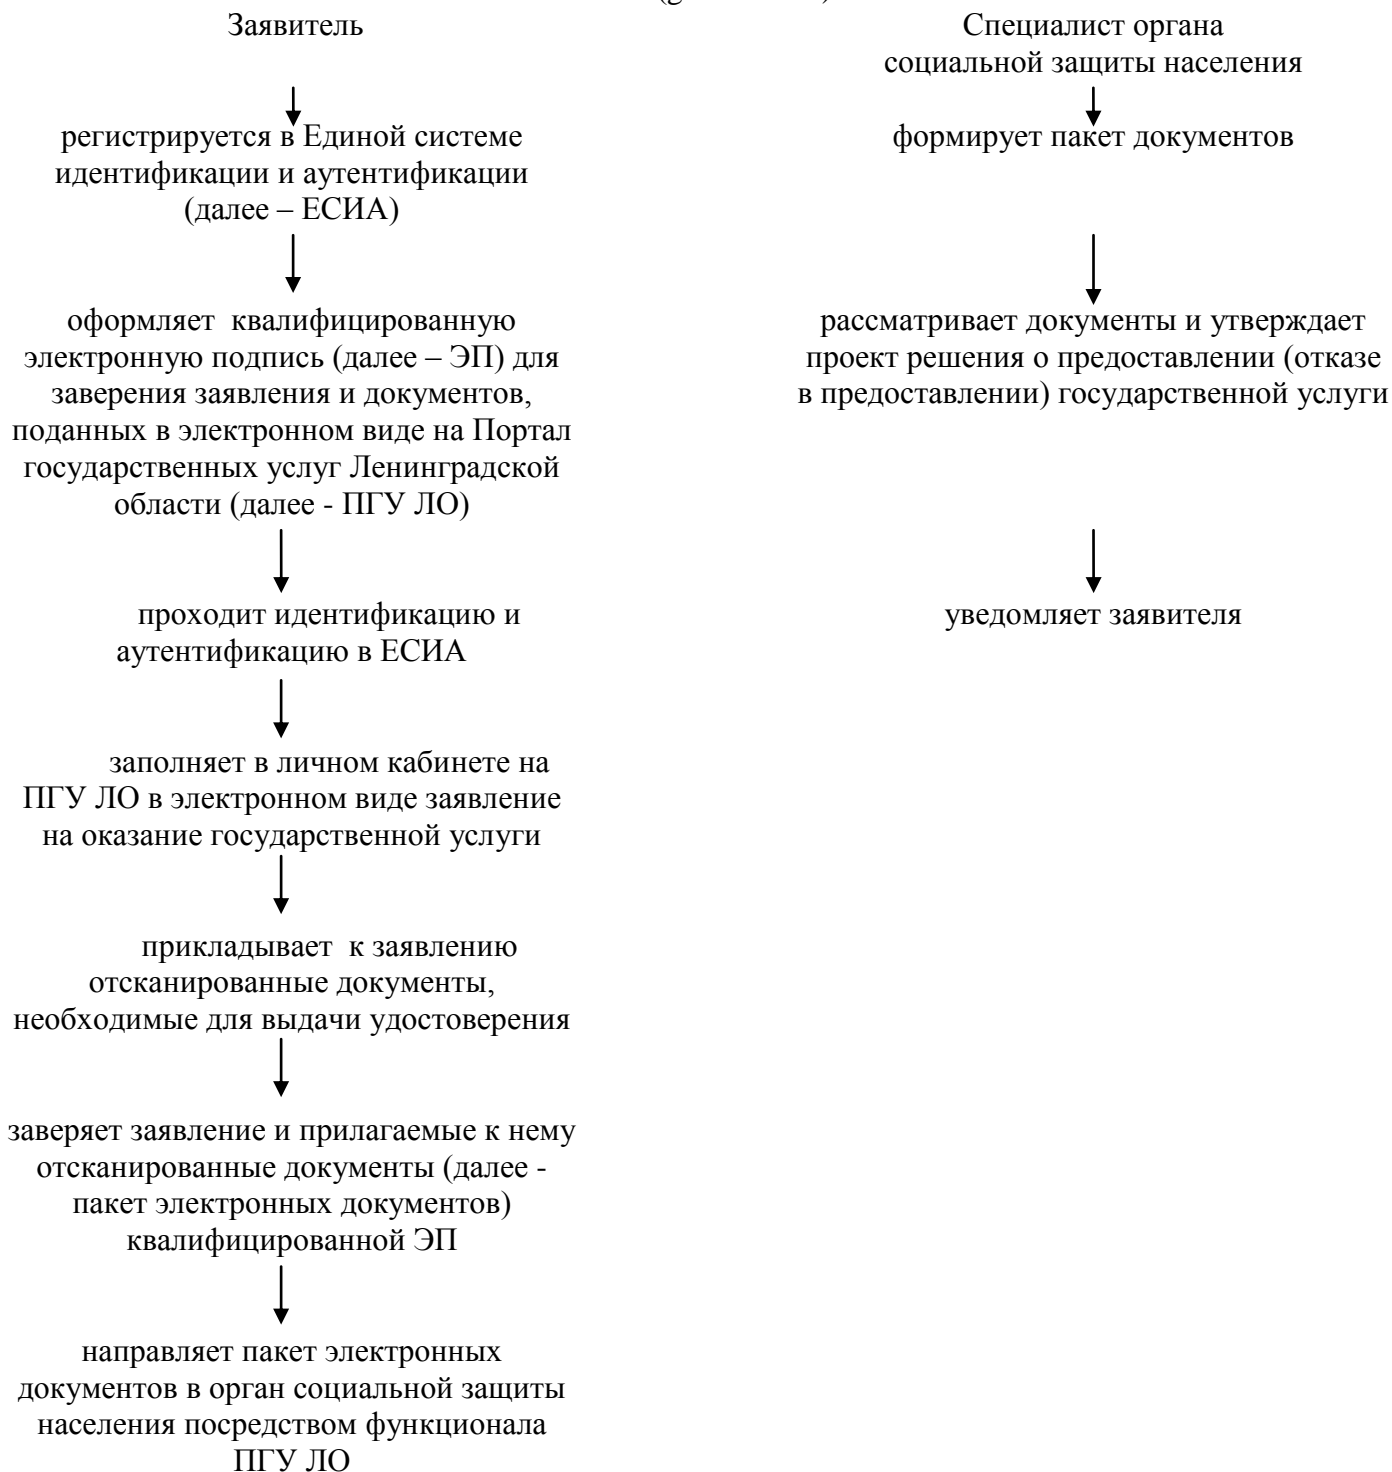 Заявитель
регистрируется в Единой системе
идентификации и аутентификации
(далее – ЕСИА)
оформляет квалифицированную
электронную подпись (далее – ЭП) для
заверения заявления и документов,
поданных в электронном виде на Портал
государственных услуг Ленинградской
области (далее - ПГУ ЛО)
проходит идентификацию и
аутентификацию в ЕСИА
заполняет в личном кабинете на
ПГУ ЛО в электронном виде заявление
на оказание государственной услуги
прикладывает к заявлению
отсканированные документы,
необходимые для выдачи удостоверения
заверяет заявление и прилагаемые к нему
отсканированные документы (далее -
пакет электронных документов)
квалифицированной ЭП
направляет пакет электронных
документов в орган социальной защиты
населения посредством функционала
ПГУ ЛО
Специалист органа
социальной защиты населения
формирует пакет документов
рассматривает документы и утверждает
проект решения о предоставлении (отказе
в предоставлении) государственной услуги
уведомляет заявителя